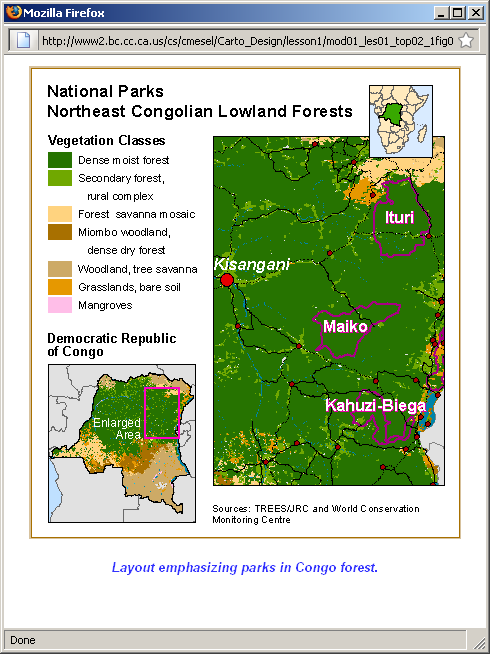 Mozilla Firefox
http://www2.bc.cc.ca.us/cs/cmesel/Carto_Design/lesson1/mod01_les01_top02_1fig0
National Parks
Northeast Congolian Lowland Forests
Vegetation Classes
Dense moist forest
Secondary forest,
rural complex
Forest savanna mosaic
Miombo woodland,
dense dry forest
Woodland, tree savanna
Grasslands, bare soil
Mangroves
Democratic Republic
of Congo
Enlarged
Area
Ituri
Kisangani
Maiko
Kahuzi-Biega
Sources: TREES/JRC and World Conservation
Monitoring Centre
Layout emphasizing parks in Congo forest.
Done